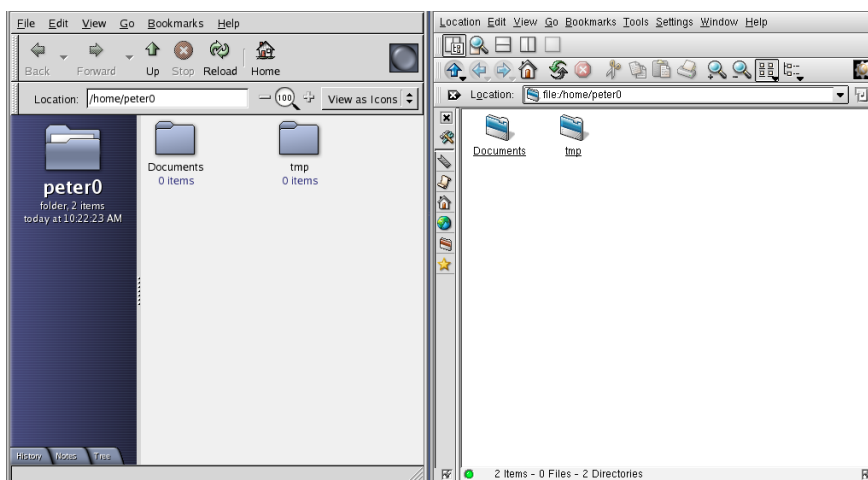 File Edit View Go Bookmarks Help
Back Forward Up Stop Reload Home
Location: /home/peter0 100 View as Icons
peter0
folder, 2 items
today at 10:22:23 AM
Documents
0 items
tmp
0 items
History Notes Tree
Location Edit View Go Bookmarks Tools Settings Window Help
Location: file:/home/peter0
Documents tmp
2 Items - 0 Files - 2 Directories